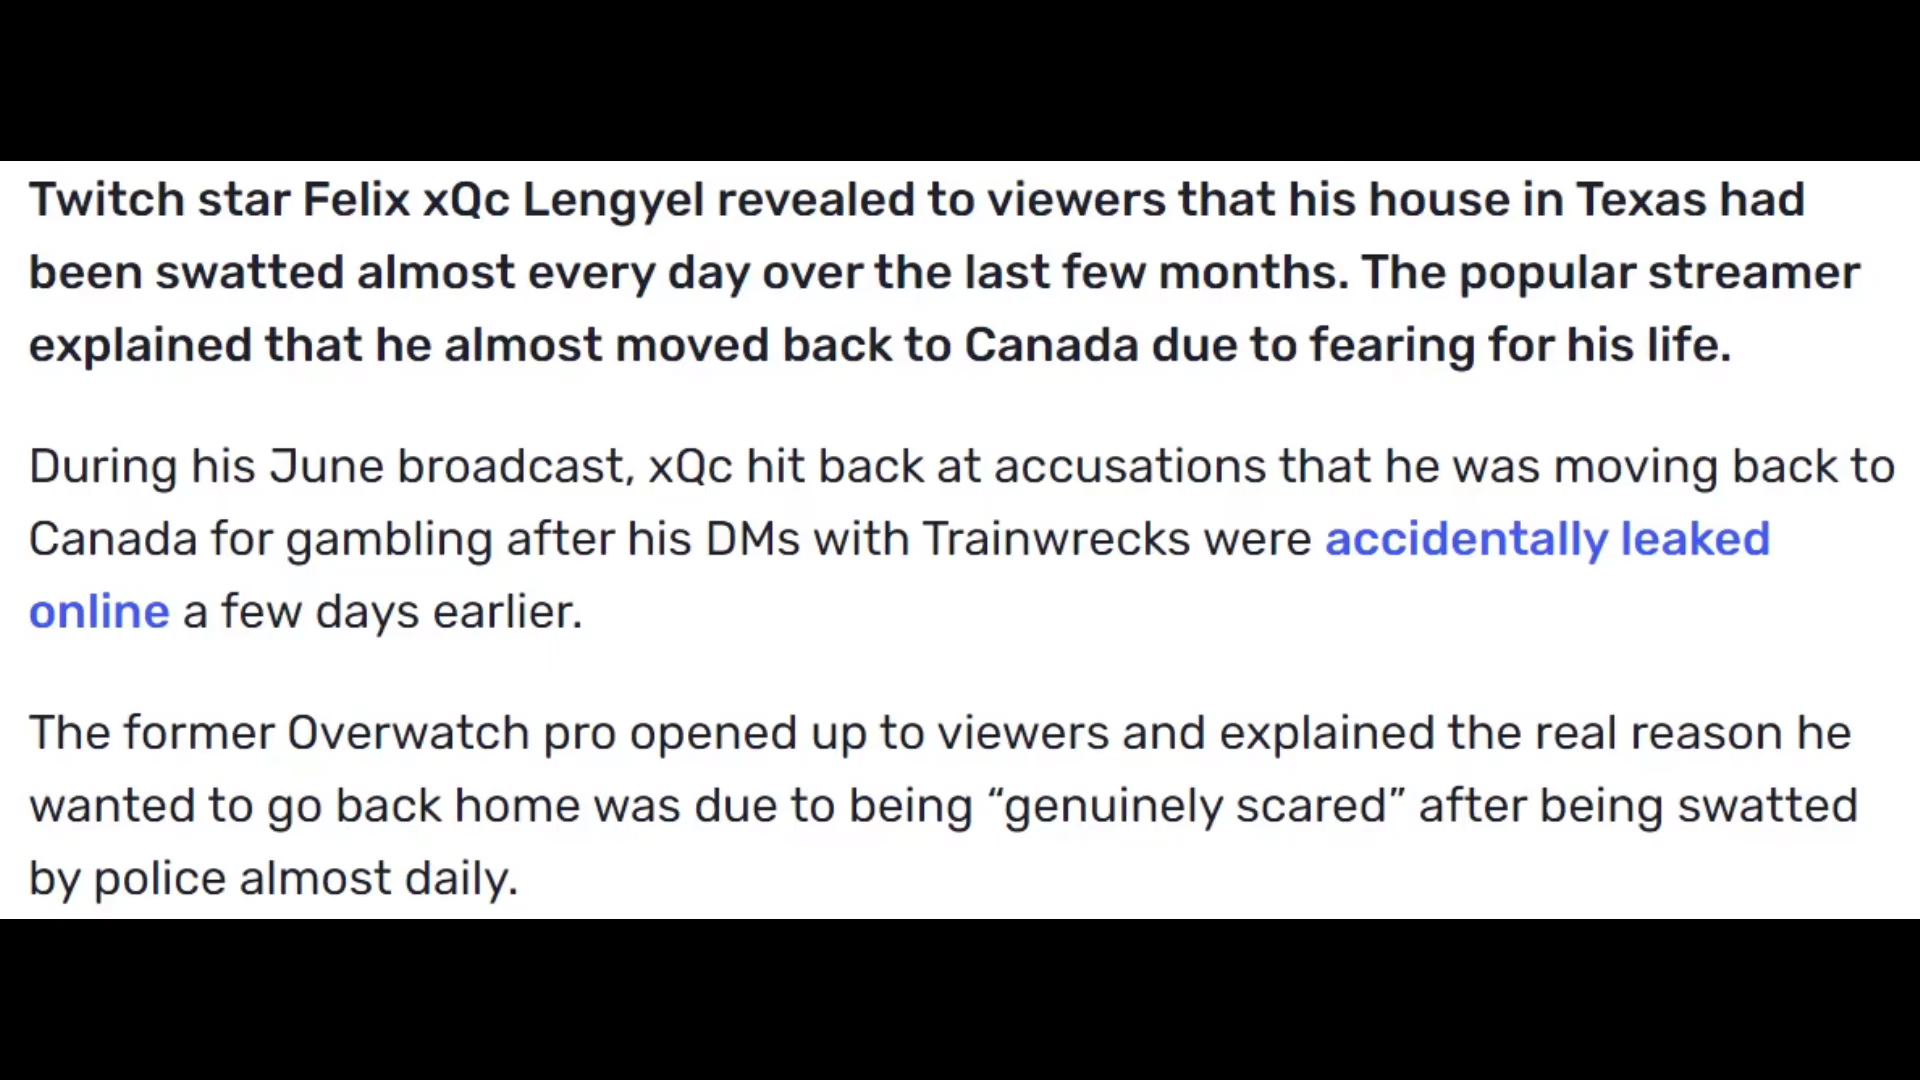 Twitch star Felix xQc Lengyel revealed to viewers that his house in Texas had
been swatted almost every day over the last few months. The popular streamer
explained that he almost moved back to Canada due to fearing for his life.
During his June broadcast, xQc hit back at accusations that he was moving back to
Canada for gambling after his DMs with Trainwrecks were accidentally leaked
online a few days earlier.
The former Overwatch pro opened up to viewers and explained the real reason he
wanted to go back home was due to being “genuinely scared” after being swatted
by police almost daily.